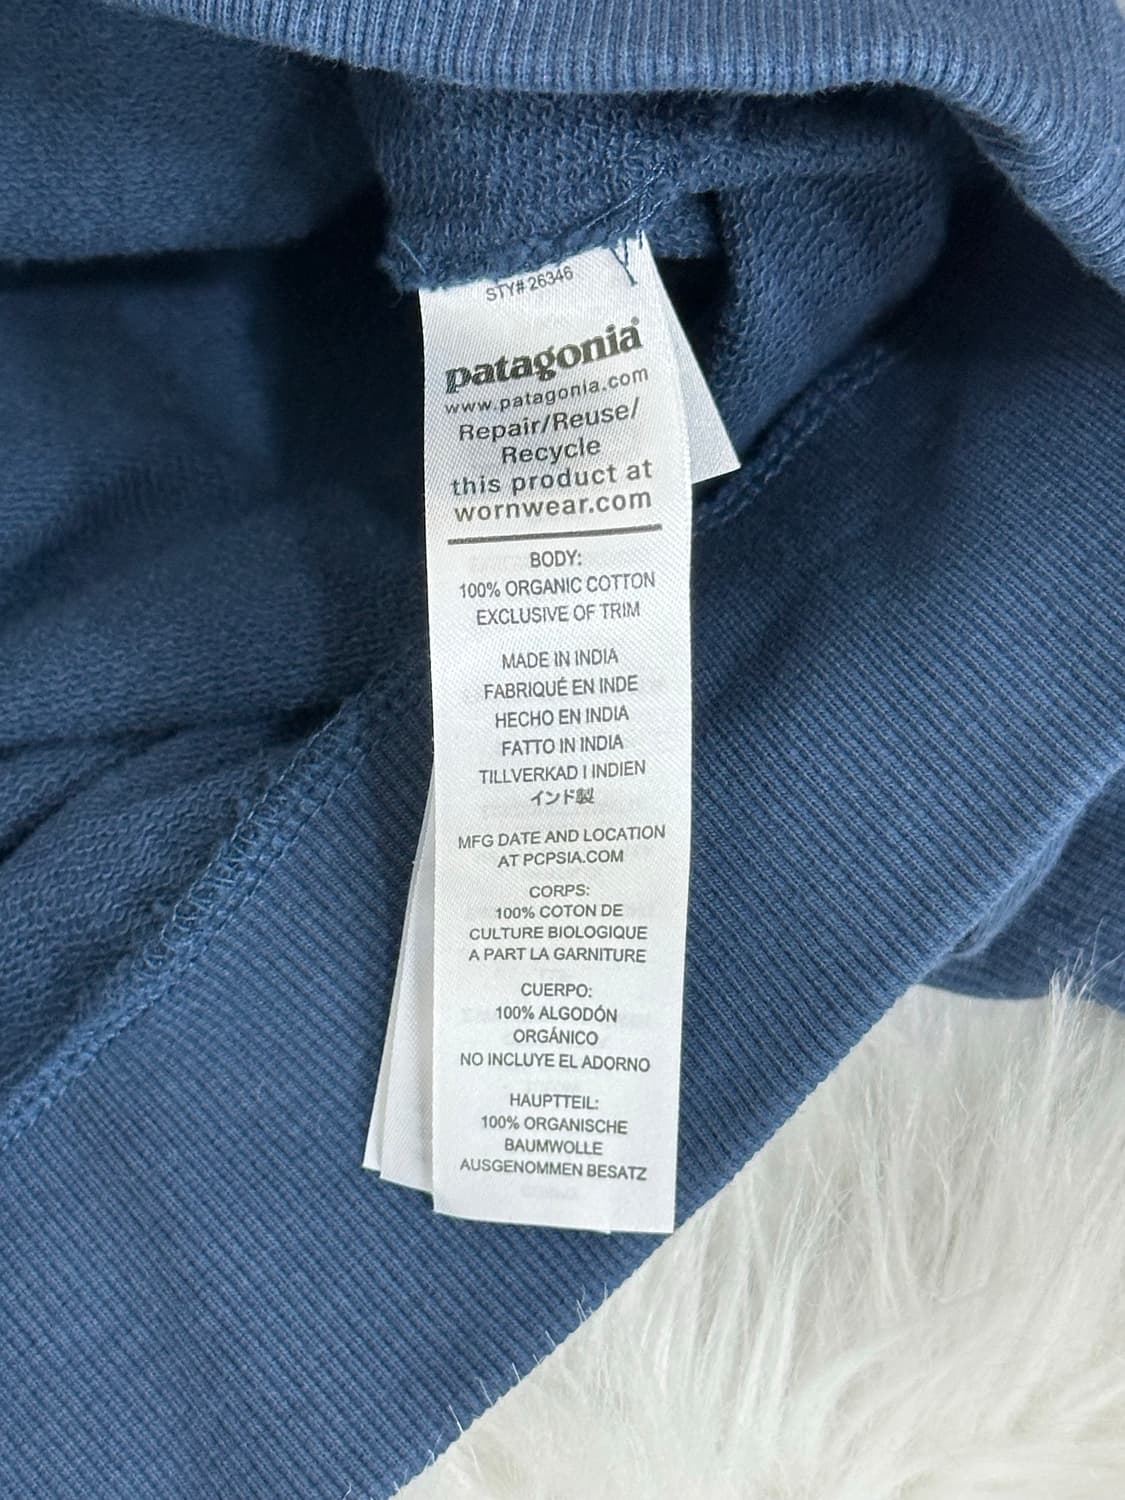 STY# 26346
patagonia®
www.patagonia.com
Repair/Reuse/
Recycle
this product at
wornwear.com
BODY:
100% ORGANIC COTTON
EXCLUSIVE OF TRIM
MADE IN INDIA
FABRIQUÉ EN INDE
HECHO EN INDIA
FATTO IN INDIA
TILLVERKAD I INDIEN
インド製
MFG DATE AND LOCATION
AT PCPSIA.COM
CORPS:
100% COTON DE
CULTURE BIOLOGIQUE
A PART LA GARNITURE
CUERPO:
100% ALGODÓN
ORGÁNICO
NO INCLUYE EL ADORNO
HAUPTTEIL:
100% ORGANISCHE
BAUMWOLLE
AUSGENOMMEN BESATZ